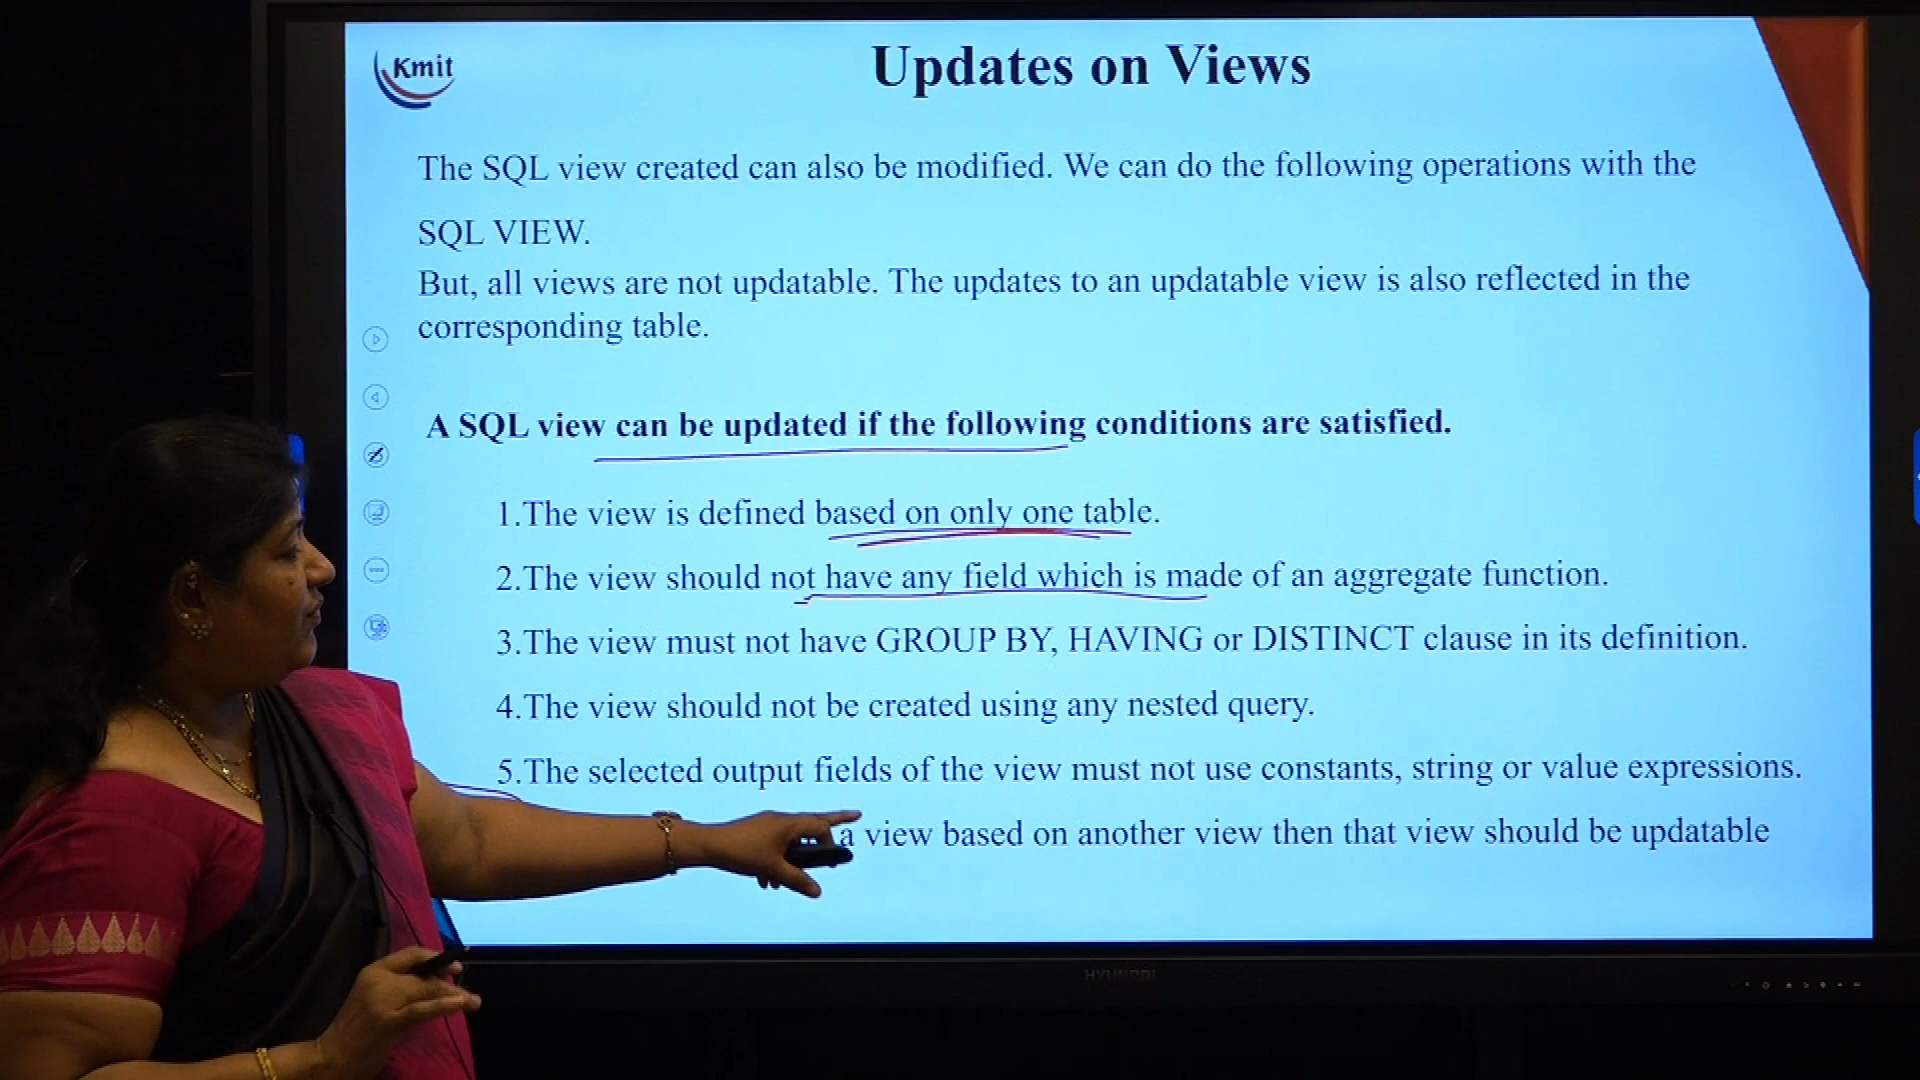 Kmit
Updates on Views
The SQL view created can also be modified. We can do the following operations with the
SQL VIEW.
But, all views are not updatable. The updates to an updatable view is also reflected in the
corresponding table.
A SQL view can be updated if the following conditions are satisfied.
1.The view is defined based on only one table.
2.The view should not have any field which is made of an aggregate function.
3.The view must not have GROUP BY, HAVING or DISTINCT clause in its definition.
4.The view should not be created using any nested query.
5.The selected output fields of the view must not use constants, string or value expressions.
a view based on another view then that view should be updatable
HYUNDAI